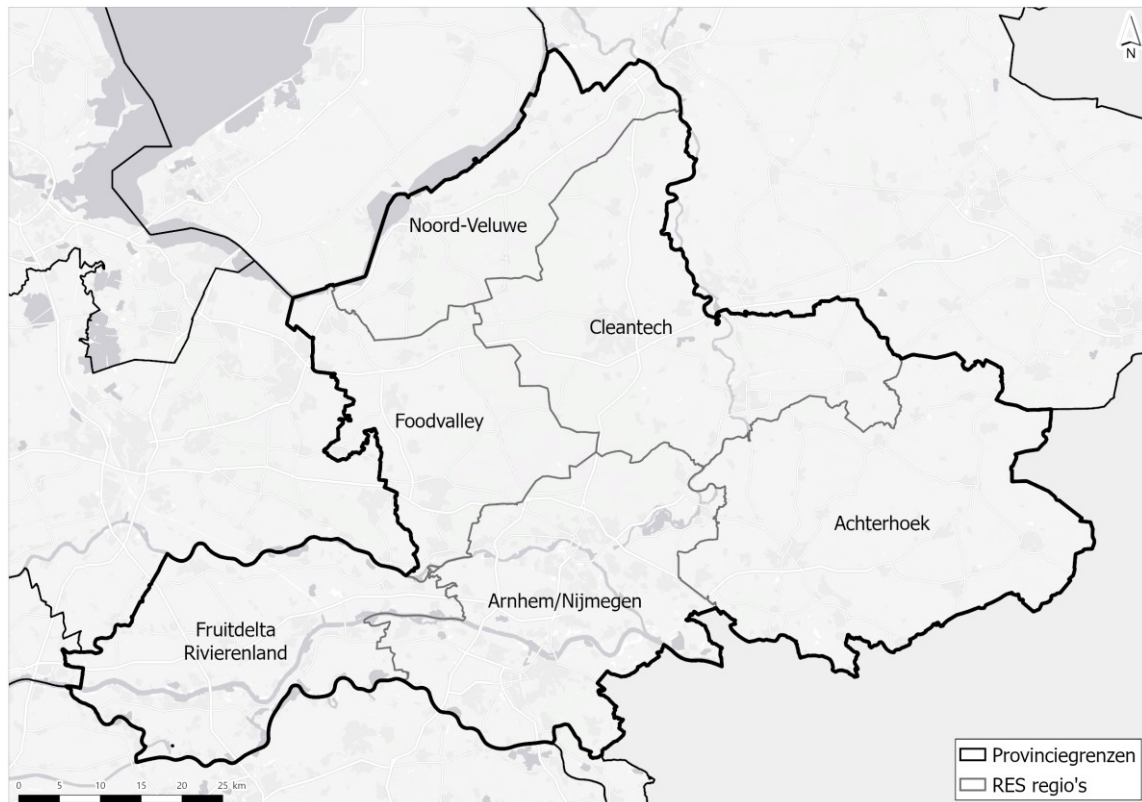 N
Noord-Veluwe
Cleantech
Foodvalley
Achterhoek
Arnhem/Nijmegen
Fruitdelta
Rivierenland
Provinciegrenzen
RES regio's
0 5 10 15 20 25 km